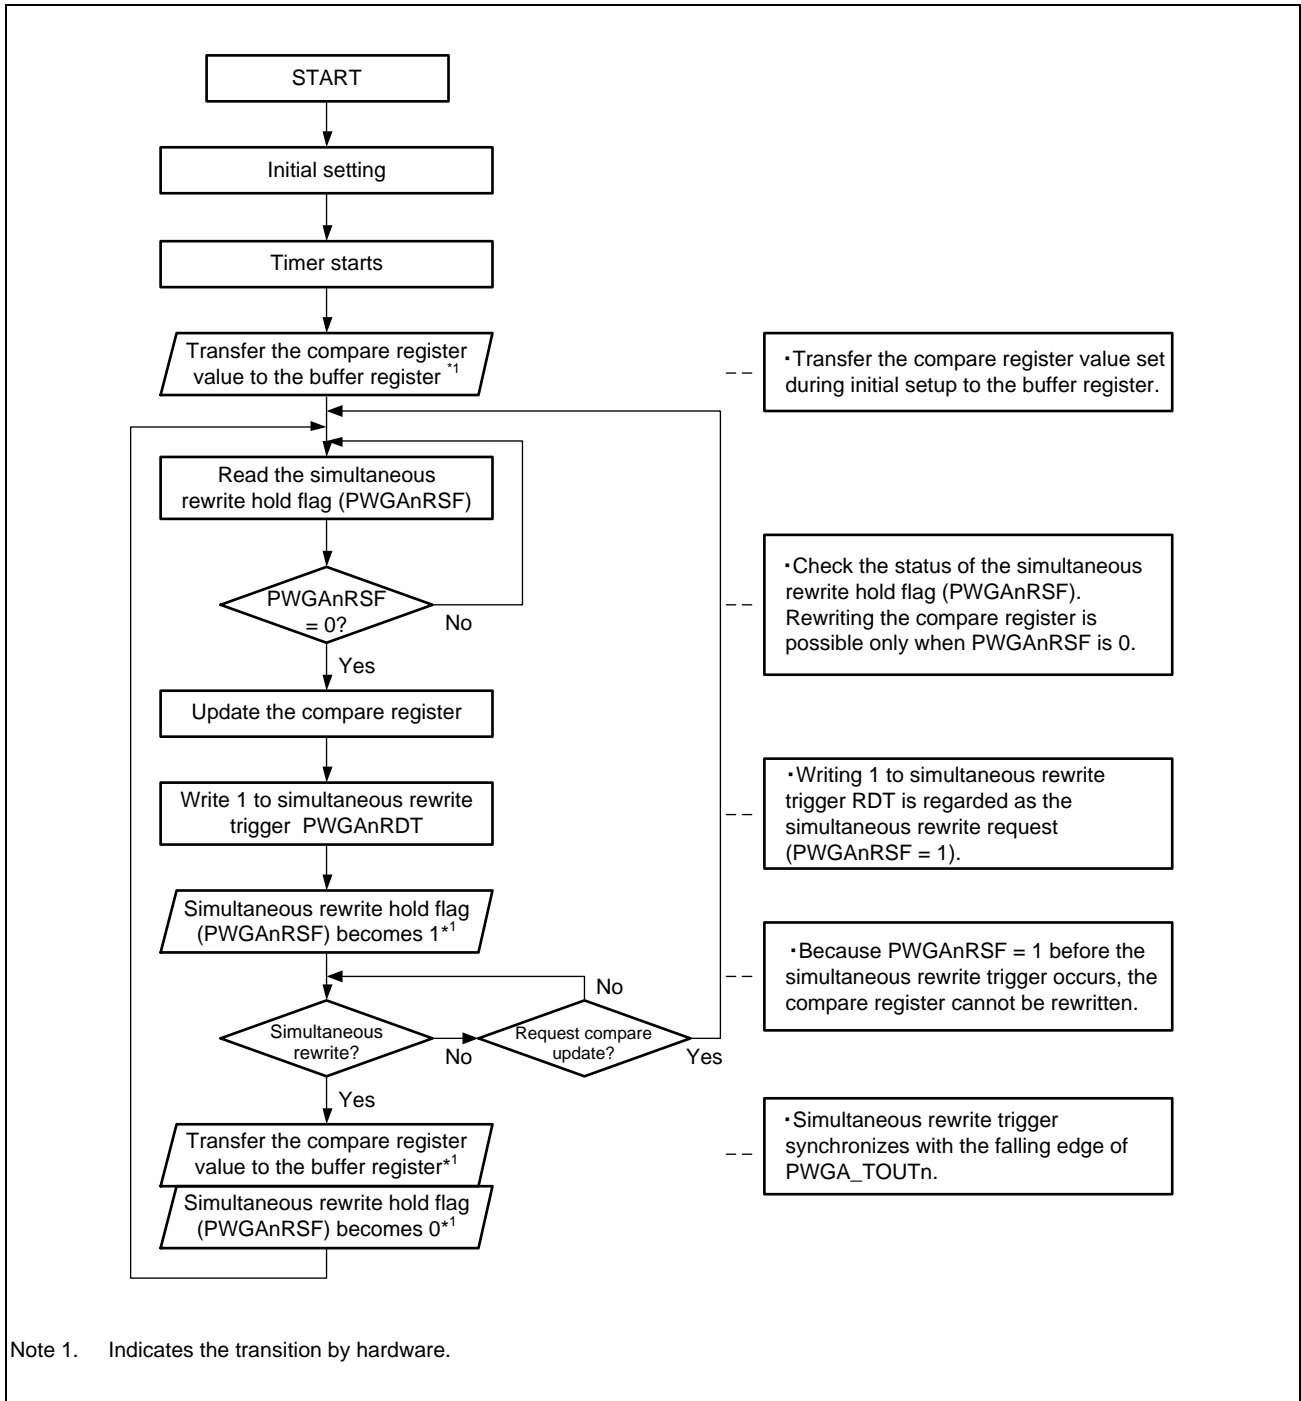 START
Initial setting
Timer starts
Transfer the compare register
value to the buffer register *1
・Transfer the compare register value set
during initial setup to the buffer register.
Read the simultaneous
rewrite hold flag (PWGAnRSF)
PWGAnRSF
= 0?
No
Yes
・Check the status of the simultaneous
rewrite hold flag (PWGAnRSF).
Rewriting the compare register is
possible only when PWGAnRSF is 0.
Update the compare register
Write 1 to simultaneous rewrite
trigger PWGAnRDT
・Writing 1 to simultaneous rewrite
trigger RDT is regarded as the
simultaneous rewrite request
(PWGAnRSF = 1).
Simultaneous rewrite hold flag
(PWGAnRSF) becomes 1*1
・Because PWGAnRSF = 1 before the
simultaneous rewrite trigger occurs, the
compare register cannot be rewritten.
No
Simultaneous
rewrite?
No
Request compare
update?
Yes
Yes
Transfer the compare register
value to the buffer register*1
・Simultaneous rewrite trigger
synchronizes with the falling edge of
PWGA_TOUTn.
Simultaneous rewrite hold flag
(PWGAnRSF) becomes 0*1
Note 1. Indicates the transition by hardware.